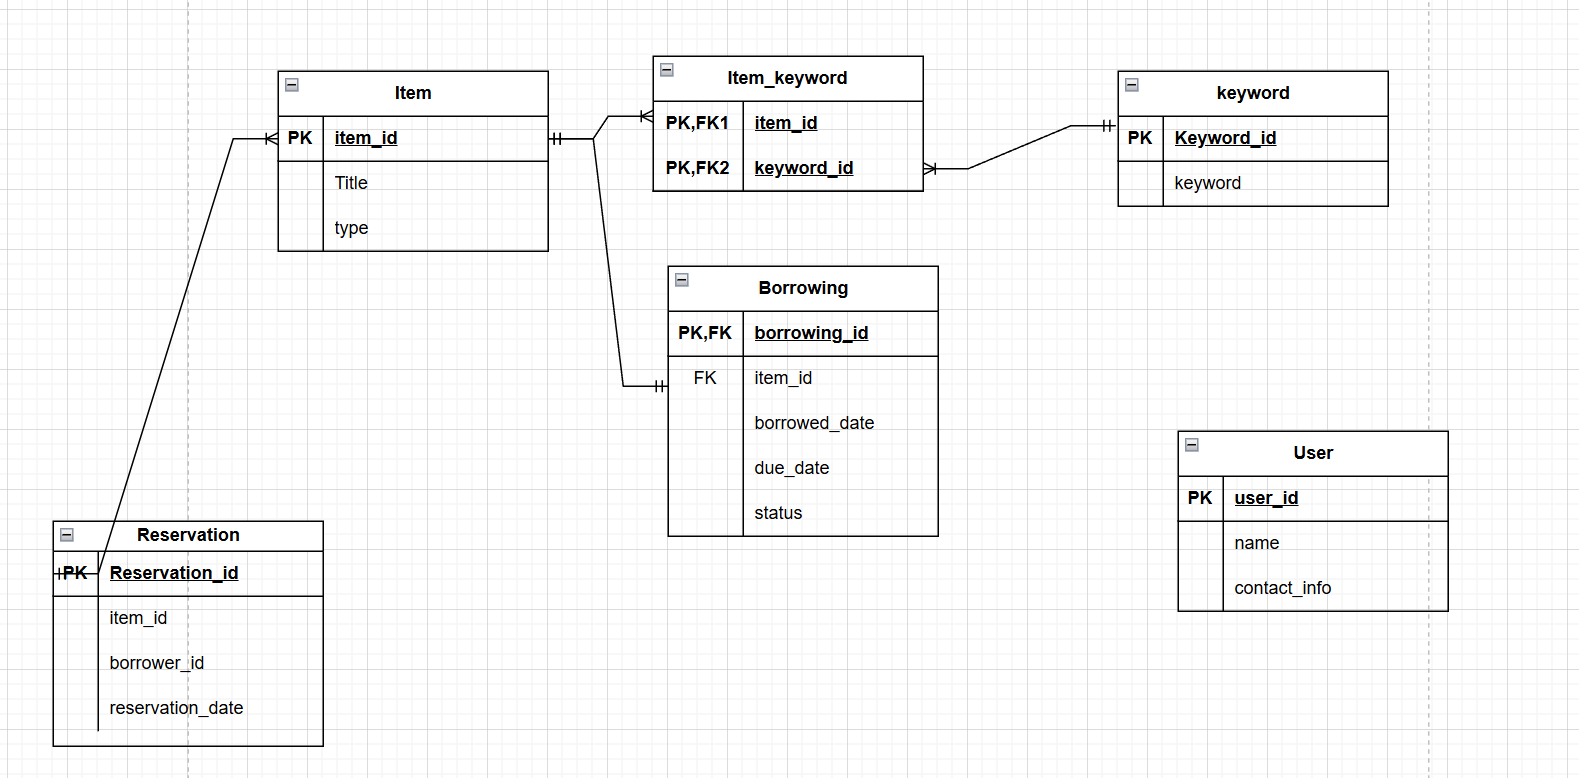 Item
PK item_id
Title
type
Item_keyword
PK,FK1 item_id
PK,FK2 keyword_id
keyword
PK Keyword_id
keyword
Borrowing
PK,FK borrowing_id
FK item_id
borrowed_date
due_date
status
User
PK user_id
name
contact_info
Reservation
PK Reservation_id
item_id
borrower_id
reservation_date